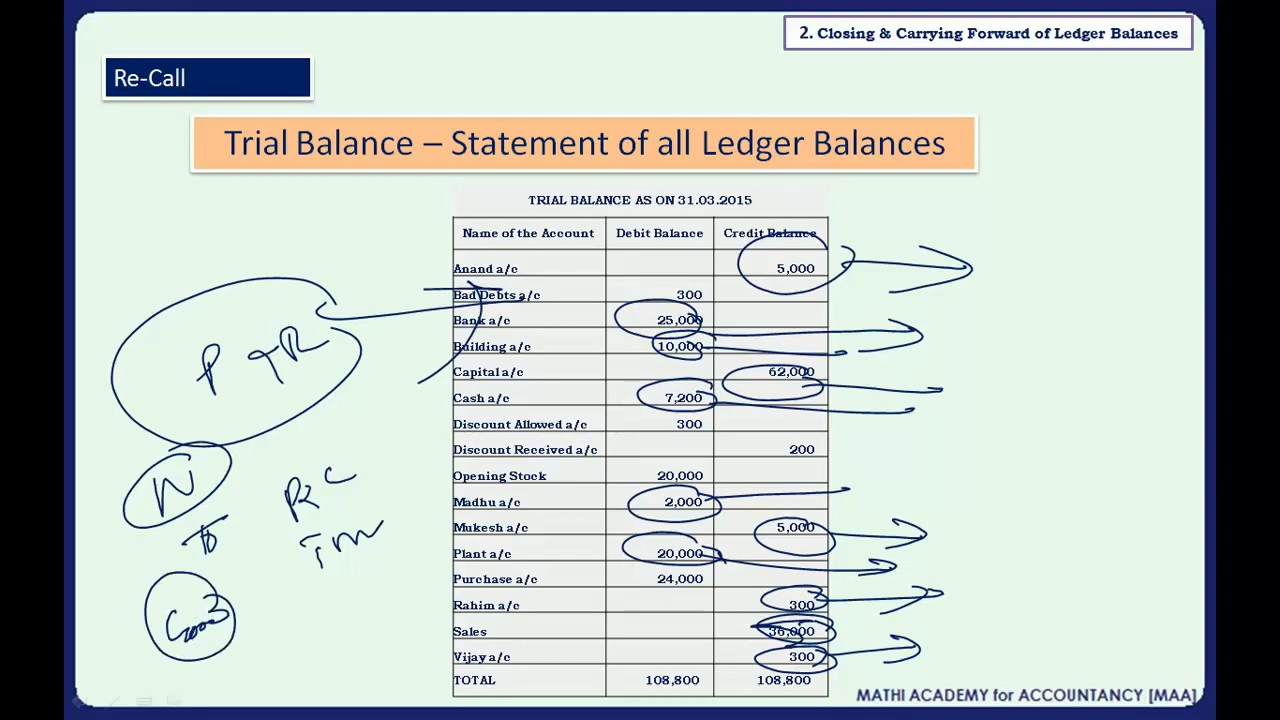 2. Closing & Carrying Forward of Ledger Balances
Re-Call
Trial Balance – Statement of all Ledger Balances
TRIAL BALANCE AS ON 31.03.2015
Name of the Account Debit Balance Credit Balance
Anand a/c 5,000
Bad Debts a/c 300
Bank a/c 25,000
Building a/c 10,000
Capital a/c 62,000
Cash a/c 7,200
Discount Allowed a/c 300
Discount Received a/c 200
Opening Stock 20,000
Madhu a/c 2,000
Mukesh a/c 5,000
Plant a/c 20,000
Purchase a/c 24,000
Rahim a/c 300
Sales 36,000
Vijay a/c 300
TOTAL 108,800 108,800
P
N
MATHI ACADEMY for ACCOUNTANCY [MAA]